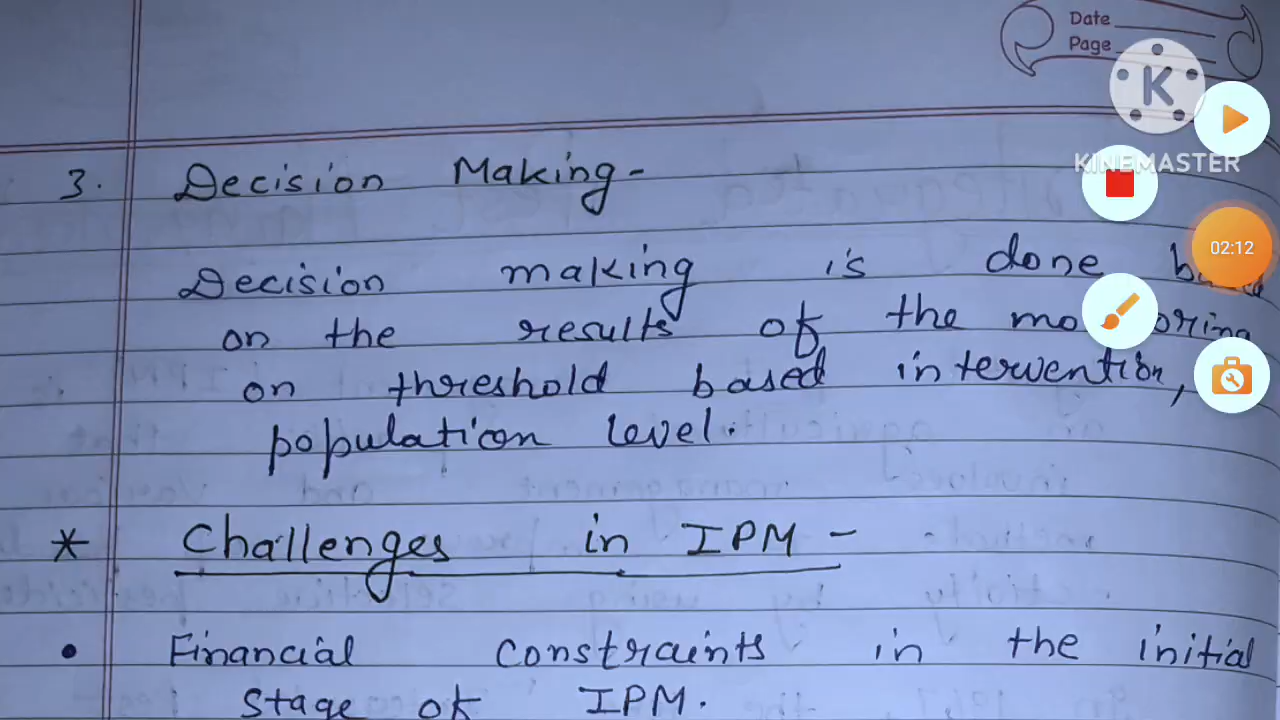 Date
Page
KINEMASTER
02:12
3. Decision Making-
Decision making is done
on the results of the
on threshold based intervention,
population level.
* Challenges in IPM -
• Financial constraints in the initial
stage of IPM.